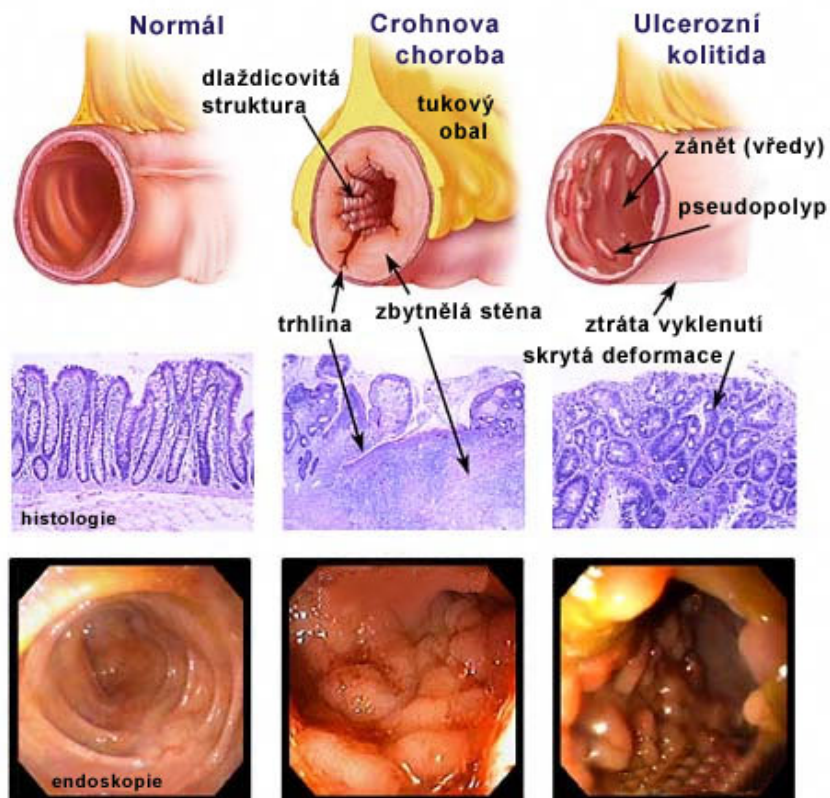 Normál
Crohnova
choroba
Ulcerozní
kolitida
dlaždicovitá
struktura
tukový
obal
zánět (vředy)
pseudopolyp
trhlina
zbytnělá stěna
ztráta vyklenutí
skrytá deformace
histologie
endoskopie